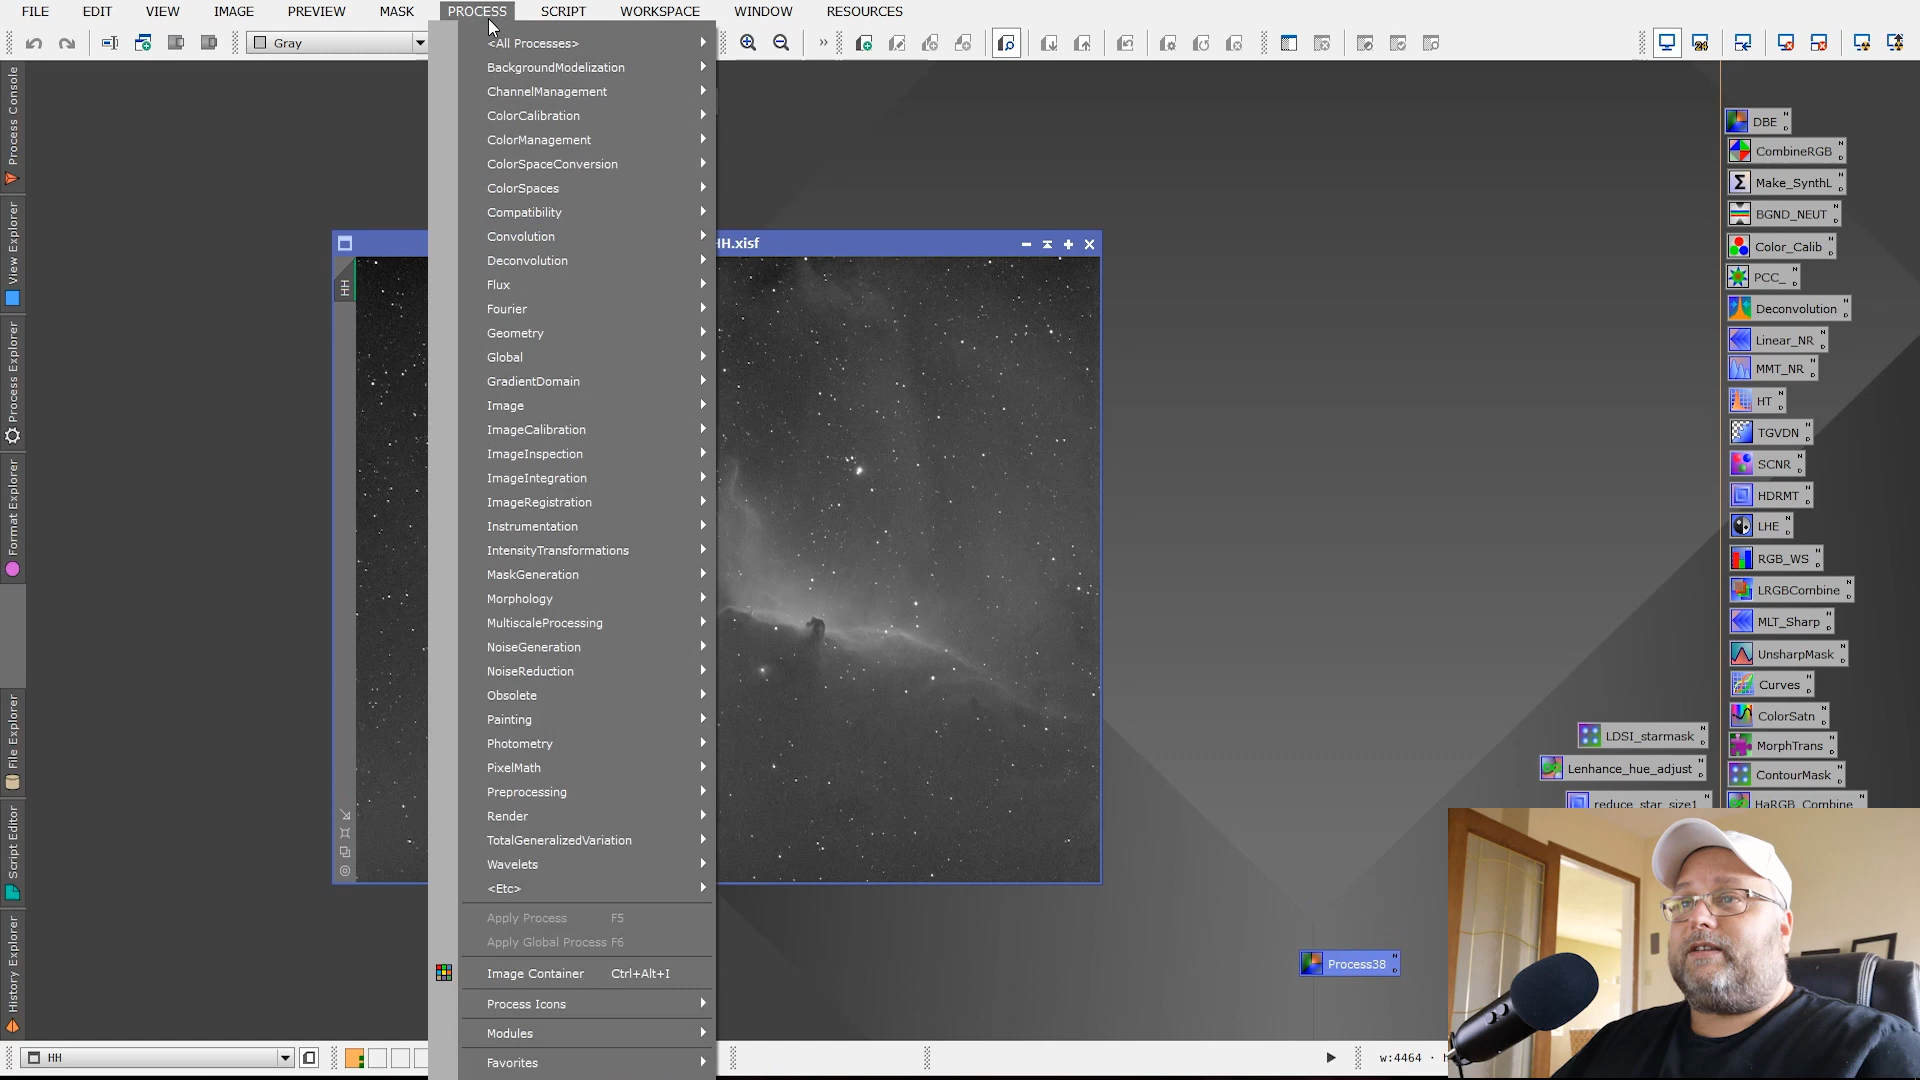 FILE EDIT VIEW IMAGE PREVIEW MASK PROCESS SCRIPT WORKSPACE WINDOW RESOURCES
Gray
<All Processes>
BackgroundModelization
ChannelManagement
ColorCalibration
ColorManagement
ColorSpaceConversion
ColorSpaces
Compatibility
Convolution
Deconvolution
Flux
Fourier
Geometry
Global
GradientDomain
Image
ImageCalibration
ImageInspection
ImageIntegration
ImageRegistration
Instrumentation
IntensityTransformations
MaskGeneration
Morphology
MultiscaleProcessing
NoiseGeneration
NoiseReduction
Obsolete
Painting
Photometry
PixelMath
Preprocessing
Render
TotalGeneralizedVariation
Wavelets
<Etc>
Apply Process F5
Apply Global Process F6
Image Container Ctrl+Alt+I
Process Icons
Modules
Favorites
Process Console
View Explorer
Process Explorer
Format Explorer
File Explorer
Script Editor
History Explorer
HH.xisf
HH
DBE
CombineRGB
Make_SynthL
BGND_NEUT
Color_Calib
PCC_
Deconvolution
Linear_NR
MMT_NR
HT
TGVDN
SCNR
HDRMT
LHE
RGB_WS
LRGBCombine
MLT_Sharp
UnsharpMask
Curves
ColorSatn
MorphTrans
ContourMask
HaRGB_Combine
LDSI_starmask
Lenhance_hue_adjust
reduce_star_size1
Process38
HH
w:4464 ·